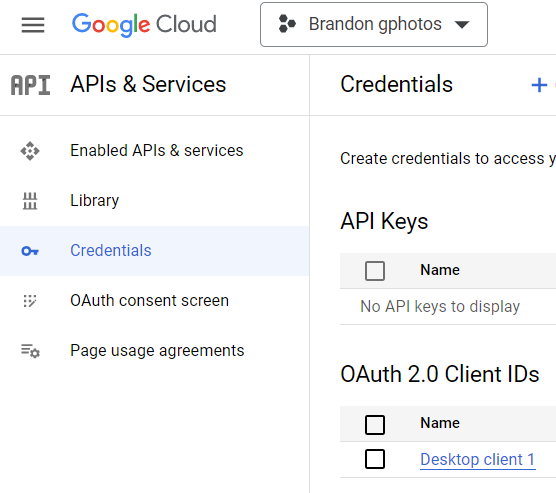 Google Cloud
Brandon gphotos
API
APIs & Services
Credentials
Enabled APIs & services
Library
Credentials
OAuth consent screen
Page usage agreements
Create credentials to access y
API Keys
Name
No API keys to display
OAuth 2.0 Client IDs
Name
Desktop client 1